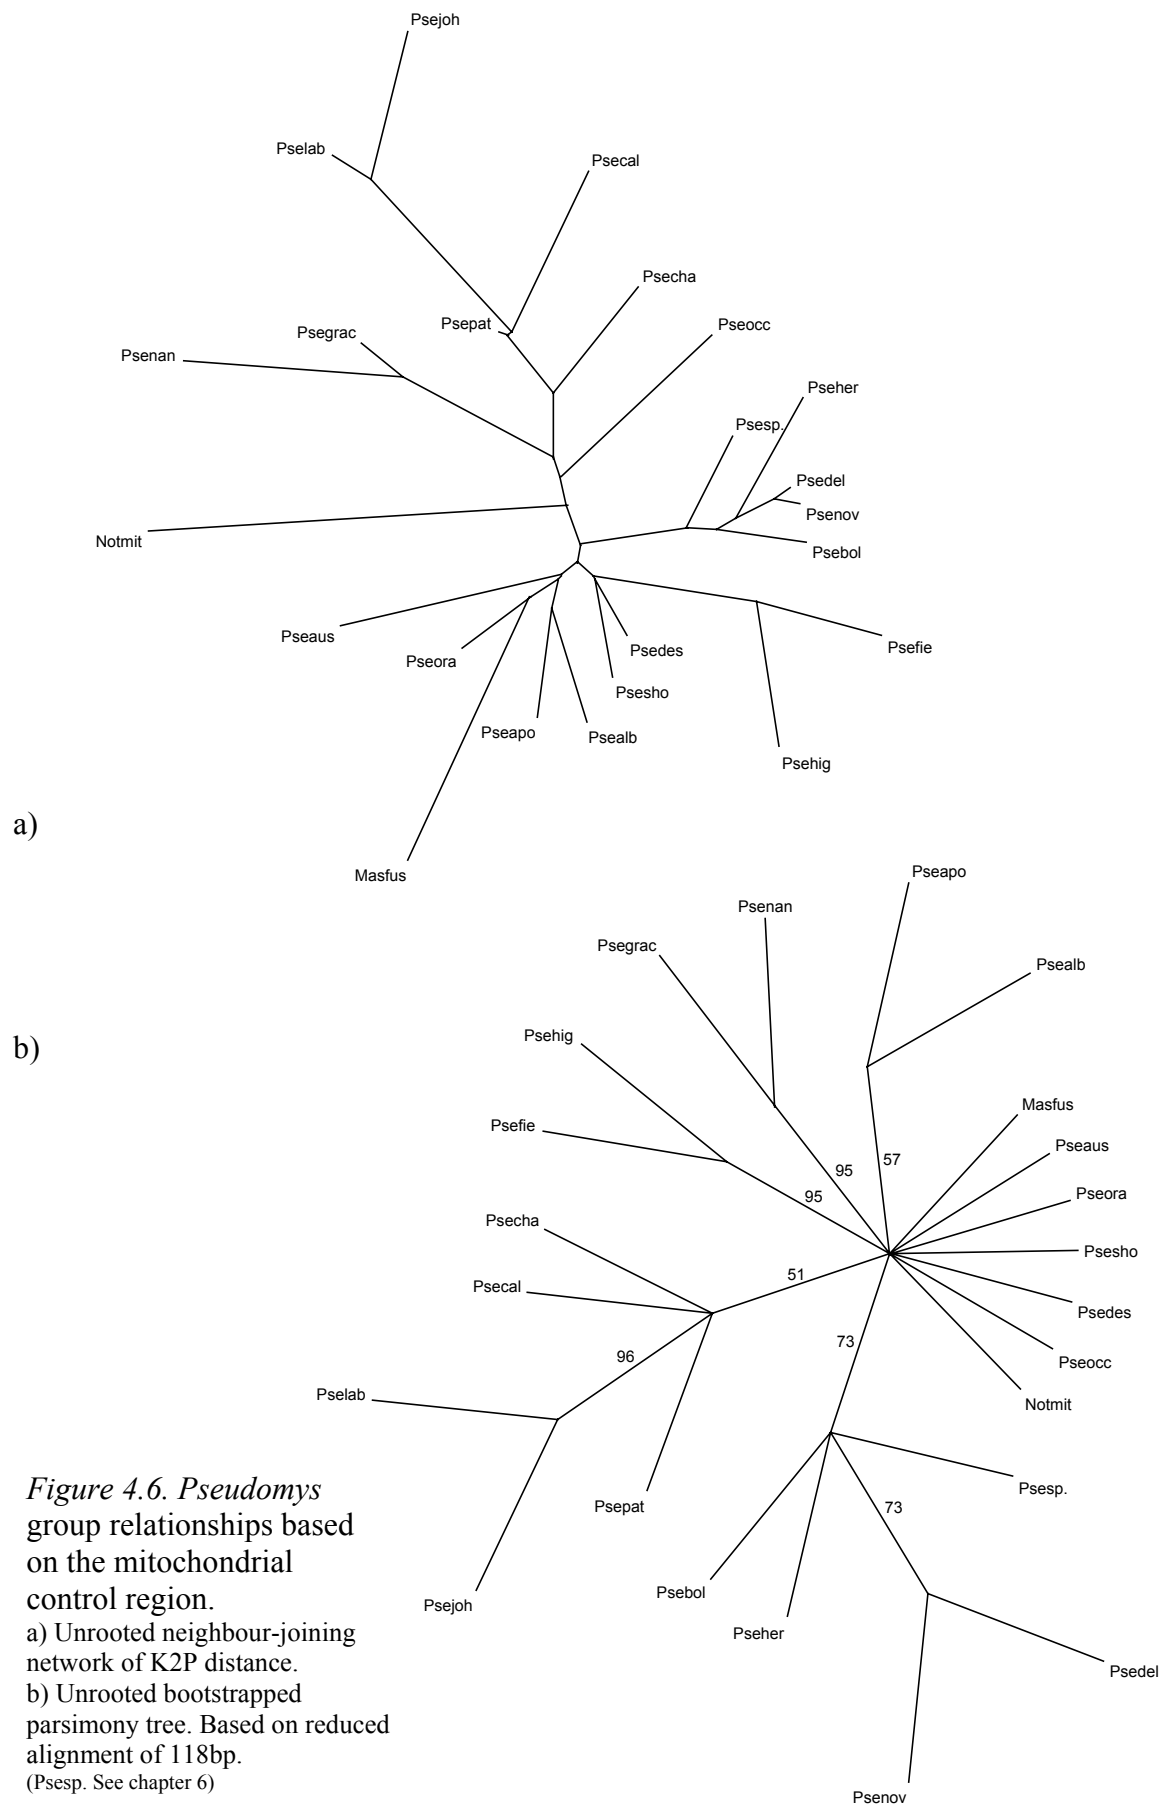 Psejoh
Pselab
Psecal
Psecha
Psepat
Pseocc
Psegrac
Psenan
Pseher
Psesp.
Psedel
Psenov
Notmit
Psebol
Pseaus
Psedes
Psefie
Pseora
Psesho
Pseapo
Psealb
Psehig
a)
Masfus
Pseapo
Psenan
Psegrac
Psealb
b)
Psehig
Masfus
Psefie
Pseaus
57
95
95
Pseora
Psecha
Psesho
51
Psecal
Psedes
73
96
Pseocc
Pselab
Notmit
Figure 4.6. Pseudomys
group relationships based
on the mitochondrial
control region.
a) Unrooted neighbour-joining
network of K2P distance.
b) Unrooted bootstrapped
parsimony tree. Based on reduced
alignment of 118bp.
(Psesp. See chapter 6)
Psesp.
Psepat
73
Psebol
Psejoh
Pseher
Psedel
Psenov